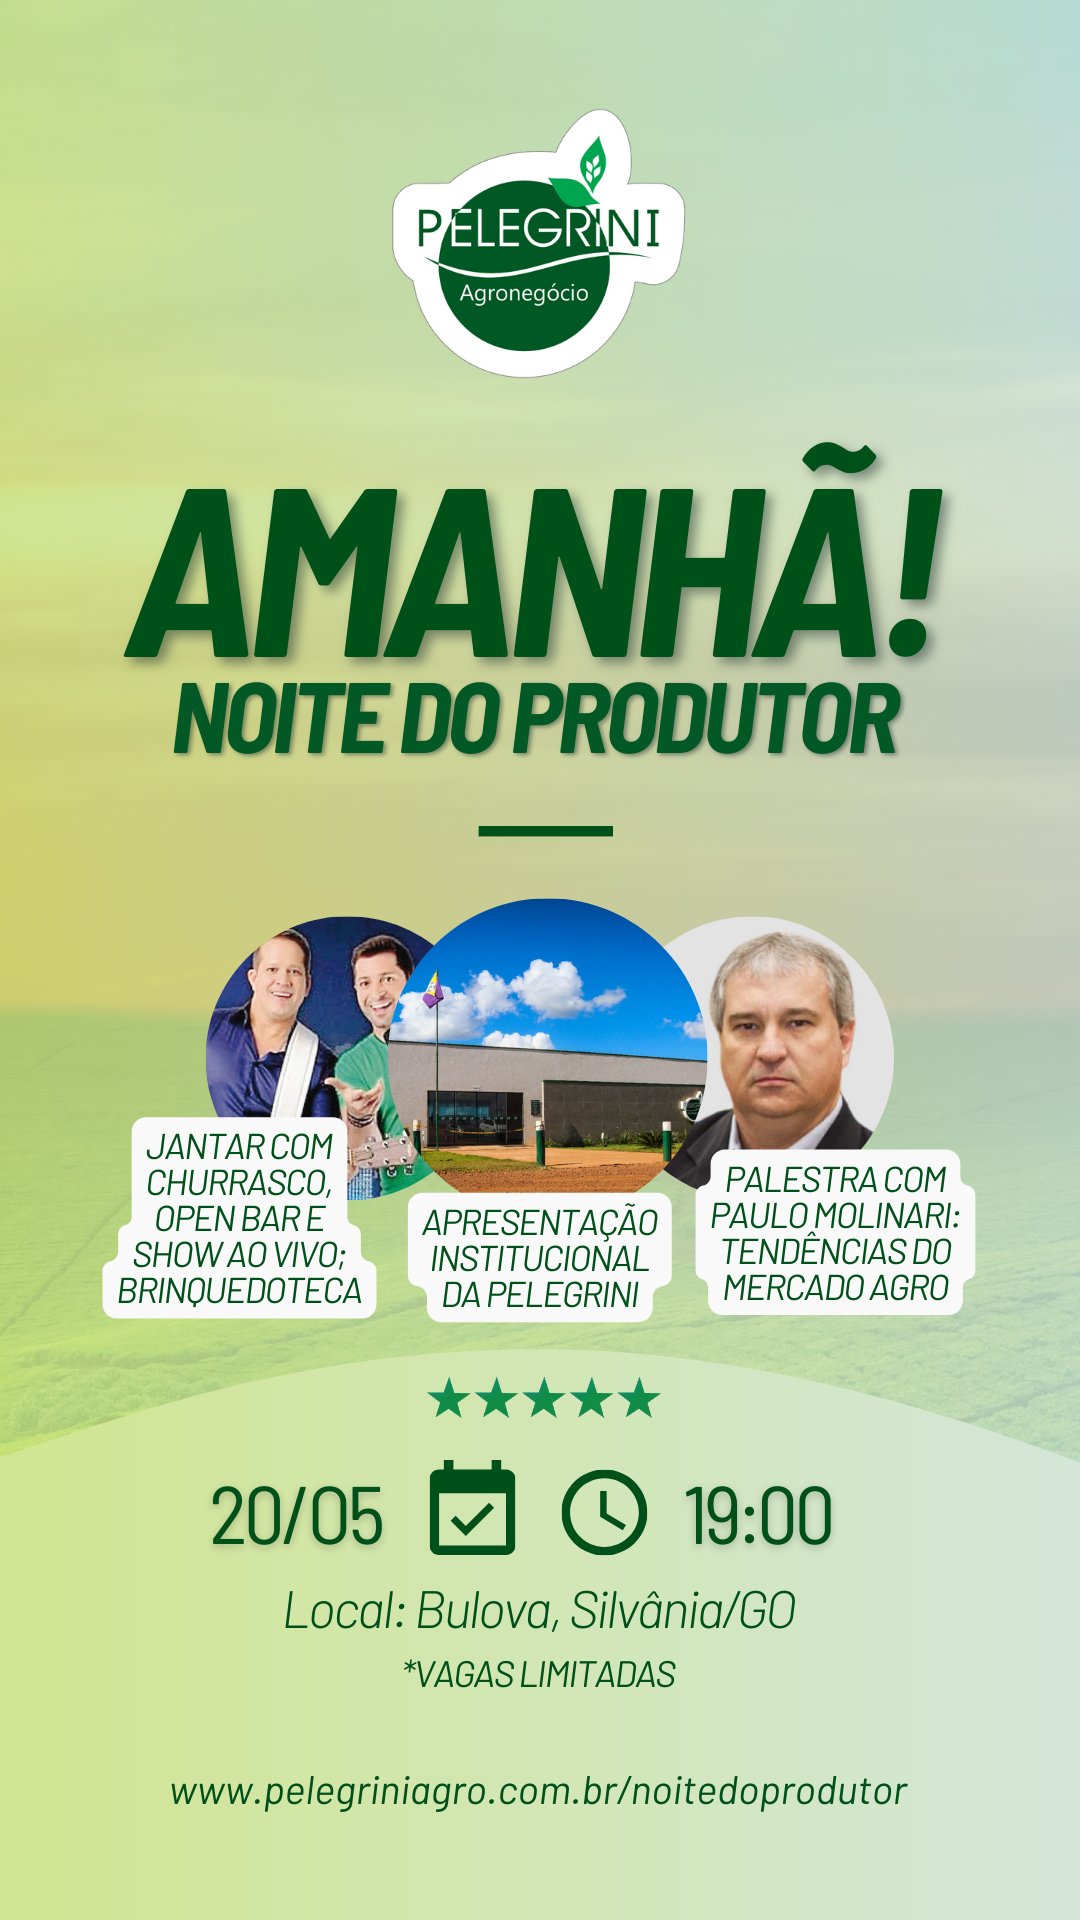 PELEGRINI
Agronegócio
AMANHÃ!
NOITE DO PRODUTOR
JANTAR COM
CHURRASCO,
OPEN BAR E
SHOW AO VIVO;
BRINQUEDOTECA
APRESENTAÇÃO
INSTITUCIONAL
DA PELEGRINI
PALESTRA COM
PAULO MOLINARI:
TENDÊNCIAS DO
MERCADO AGRO
20/05
19:00
Local: Bulova, Silvânia/GO
*VAGAS LIMITADAS
www.pelegriniagro.com.br/noitedoprodutor